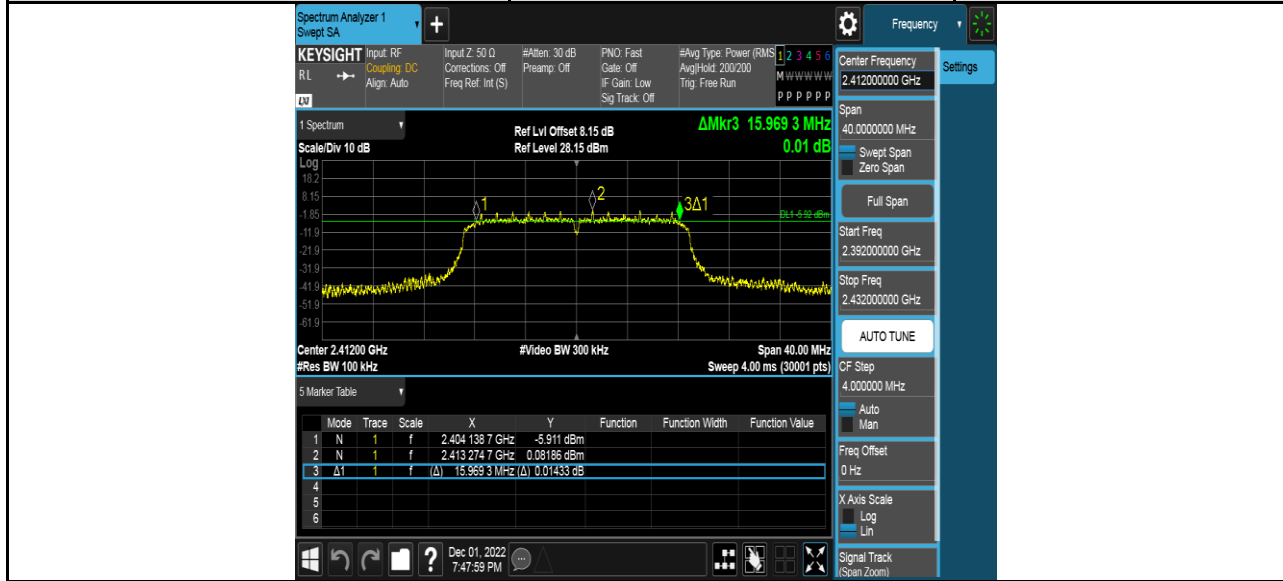 Spectrum Analyzer 1
Swept SA
+
Frequency
KEYSIGHT
RL
LXI
Input: RF
Coupling: DC
Align: Auto
Input Z: 50 Ω
Corrections: Off
Freq Ref: Int (S)
#Atten: 30 dB
Preamp: Off
PNO: Fast
Gate: Off
IF Gain: Low
Sig Track: Off
#Avg Type: Power (RMS
Avg|Hold: 200/200
Trig: Free Run
1 2 3 4 5 6
M W W W W W
P P P P P P
1 Spectrum
Scale/Div 10 dB
Ref Lvl Offset 8.15 dB
Ref Level 28.15 dBm
ΔMkr3 15.969 3 MHz
0.01 dB
Log
18.2
8.15
-1.85
-11.9
-21.9
-31.9
-41.9
-51.9
-61.9
1
2
3Δ1
DL1 -5.92 dBm
Center 2.41200 GHz
#Video BW 300 kHz
Span 40.00 MHz
#Res BW 100 kHz
Sweep 4.00 ms (30001 pts)
5 Marker Table
Mode Trace Scale X Y Function Function Width Function Value
1 N 1 f 2.404 138 7 GHz -5.911 dBm
2 N 1 f 2.413 274 7 GHz 0.08186 dBm
3 Δ1 1 f (Δ) 15.969 3 MHz (Δ) 0.01433 dB
4
5
6
Dec 01, 2022
7:47:59 PM
?
Settings
Center Frequency
2.412000000 GHz
Span
40.0000000 MHz
Swept Span
Zero Span
Full Span
Start Freq
2.392000000 GHz
Stop Freq
2.432000000 GHz
AUTO TUNE
CF Step
4.000000 MHz
Auto
Man
Freq Offset
0 Hz
X Axis Scale
Log
Lin
Signal Track
(Span Zoom)